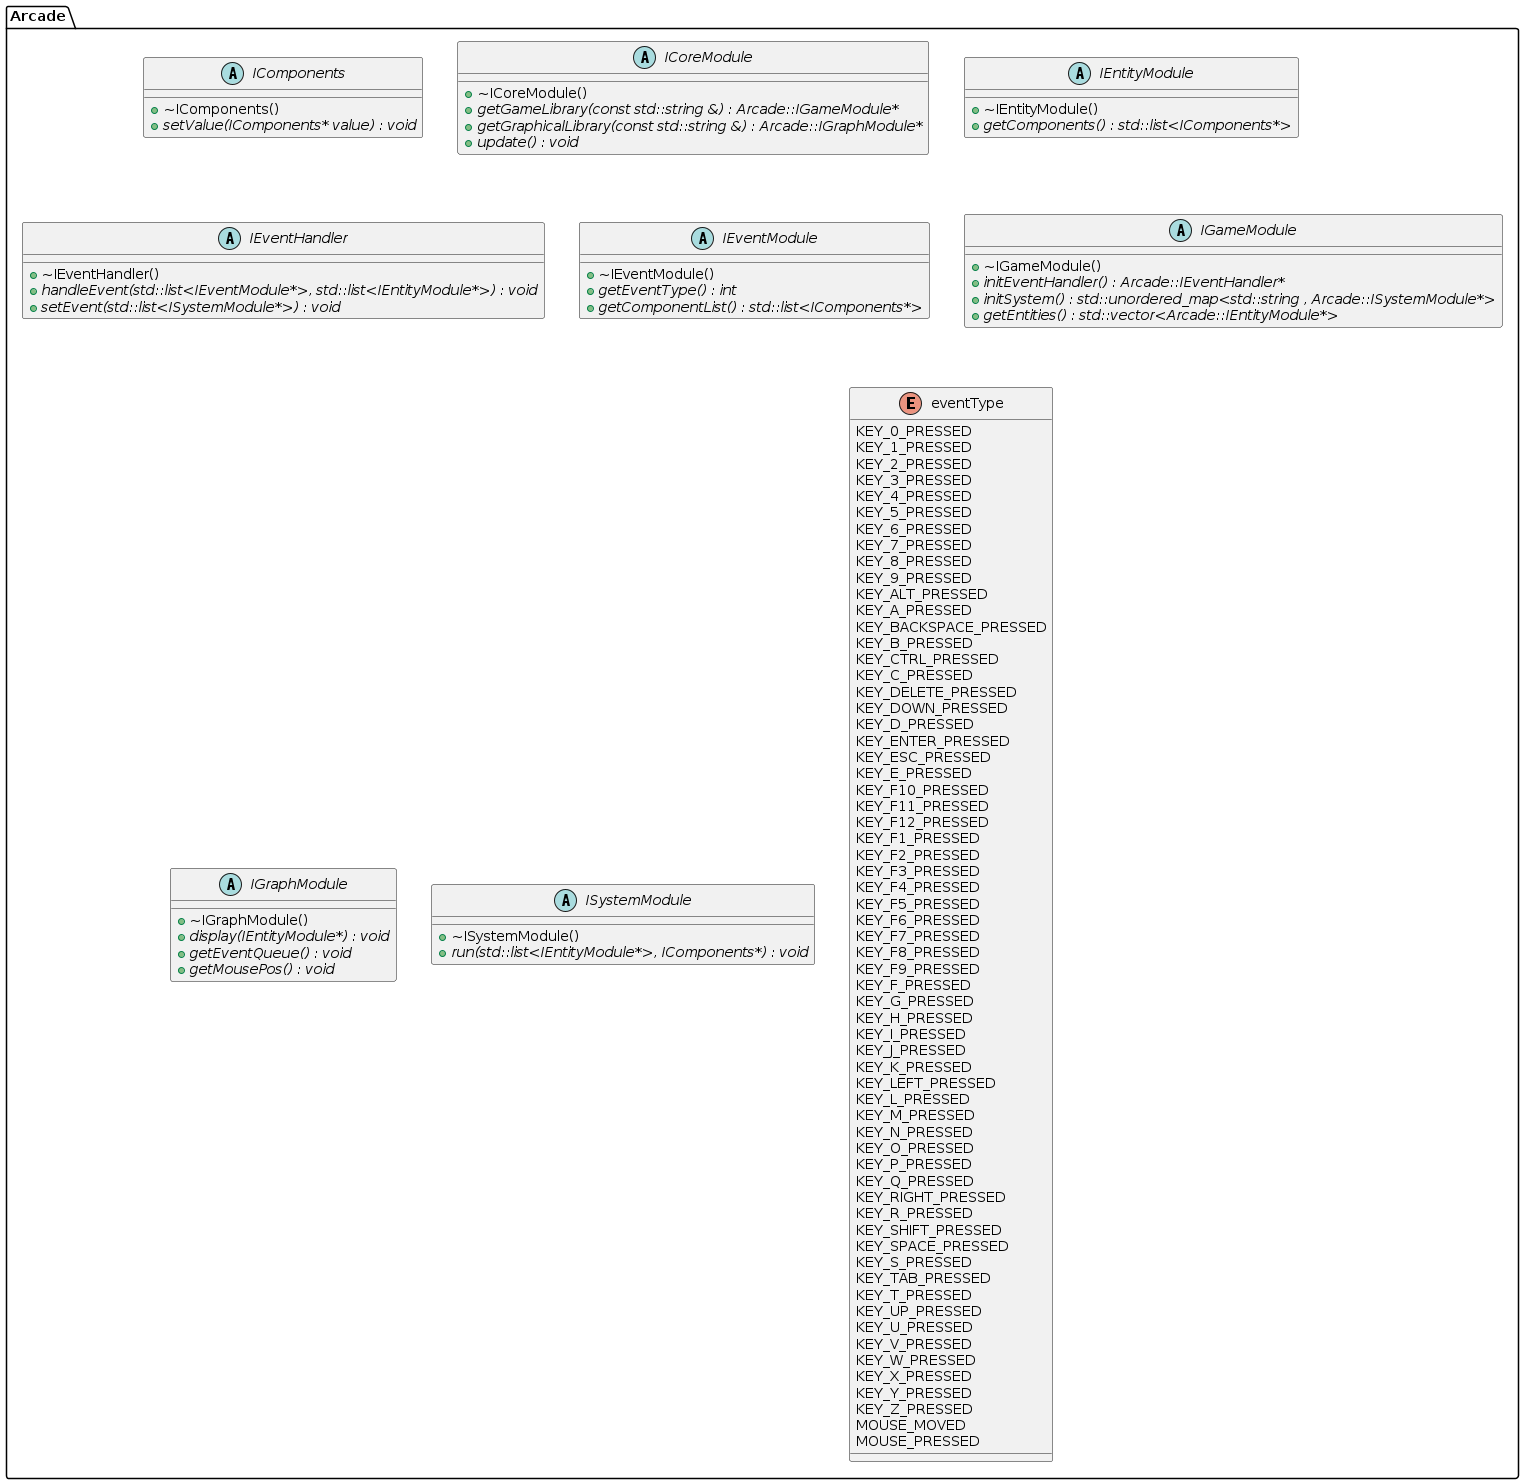 Arcade
A IComponents
~IComponents()
setValue(IComponents* value) : void
A ICoreModule
~ICoreModule()
getGameLibrary(const std::string &) : Arcade::IGameModule*
getGraphicalLibrary(const std::string &) : Arcade::IGraphModule*
update() : void
A IEntityModule
~IEntityModule()
getComponents() : std::list<IComponents*>
A IEventHandler
~IEventHandler()
handleEvent(std::list<IEventModule*>, std::list<IEntityModule*>) : void
setEvent(std::list<ISystemModule*>) : void
A IEventModule
~IEventModule()
getEventType() : int
getComponentList() : std::list<IComponents*>
A IGameModule
~IGameModule()
initEventHandler() : Arcade::IEventHandler*
initSystem() : std::unordered_map<std::string , Arcade::ISystemModule*>
getEntities() : std::vector<Arcade::IEntityModule*>
A IGraphModule
~IGraphModule()
display(IEntityModule*) : void
getEventQueue() : void
getMousePos() : void
A ISystemModule
~ISystemModule()
run(std::list<IEntityModule*>, IComponents*) : void
E eventType
KEY_0_PRESSED
KEY_1_PRESSED
KEY_2_PRESSED
KEY_3_PRESSED
KEY_4_PRESSED
KEY_5_PRESSED
KEY_6_PRESSED
KEY_7_PRESSED
KEY_8_PRESSED
KEY_9_PRESSED
KEY_ALT_PRESSED
KEY_A_PRESSED
KEY_BACKSPACE_PRESSED
KEY_B_PRESSED
KEY_CTRL_PRESSED
KEY_C_PRESSED
KEY_DELETE_PRESSED
KEY_DOWN_PRESSED
KEY_D_PRESSED
KEY_ENTER_PRESSED
KEY_ESC_PRESSED
KEY_E_PRESSED
KEY_F10_PRESSED
KEY_F11_PRESSED
KEY_F12_PRESSED
KEY_F1_PRESSED
KEY_F2_PRESSED
KEY_F3_PRESSED
KEY_F4_PRESSED
KEY_F5_PRESSED
KEY_F6_PRESSED
KEY_F7_PRESSED
KEY_F8_PRESSED
KEY_F9_PRESSED
KEY_F_PRESSED
KEY_G_PRESSED
KEY_H_PRESSED
KEY_I_PRESSED
KEY_J_PRESSED
KEY_K_PRESSED
KEY_LEFT_PRESSED
KEY_L_PRESSED
KEY_M_PRESSED
KEY_N_PRESSED
KEY_O_PRESSED
KEY_P_PRESSED
KEY_Q_PRESSED
KEY_RIGHT_PRESSED
KEY_R_PRESSED
KEY_SHIFT_PRESSED
KEY_SPACE_PRESSED
KEY_S_PRESSED
KEY_TAB_PRESSED
KEY_T_PRESSED
KEY_UP_PRESSED
KEY_U_PRESSED
KEY_V_PRESSED
KEY_W_PRESSED
KEY_X_PRESSED
KEY_Y_PRESSED
KEY_Z_PRESSED
MOUSE_MOVED
MOUSE_PRESSED